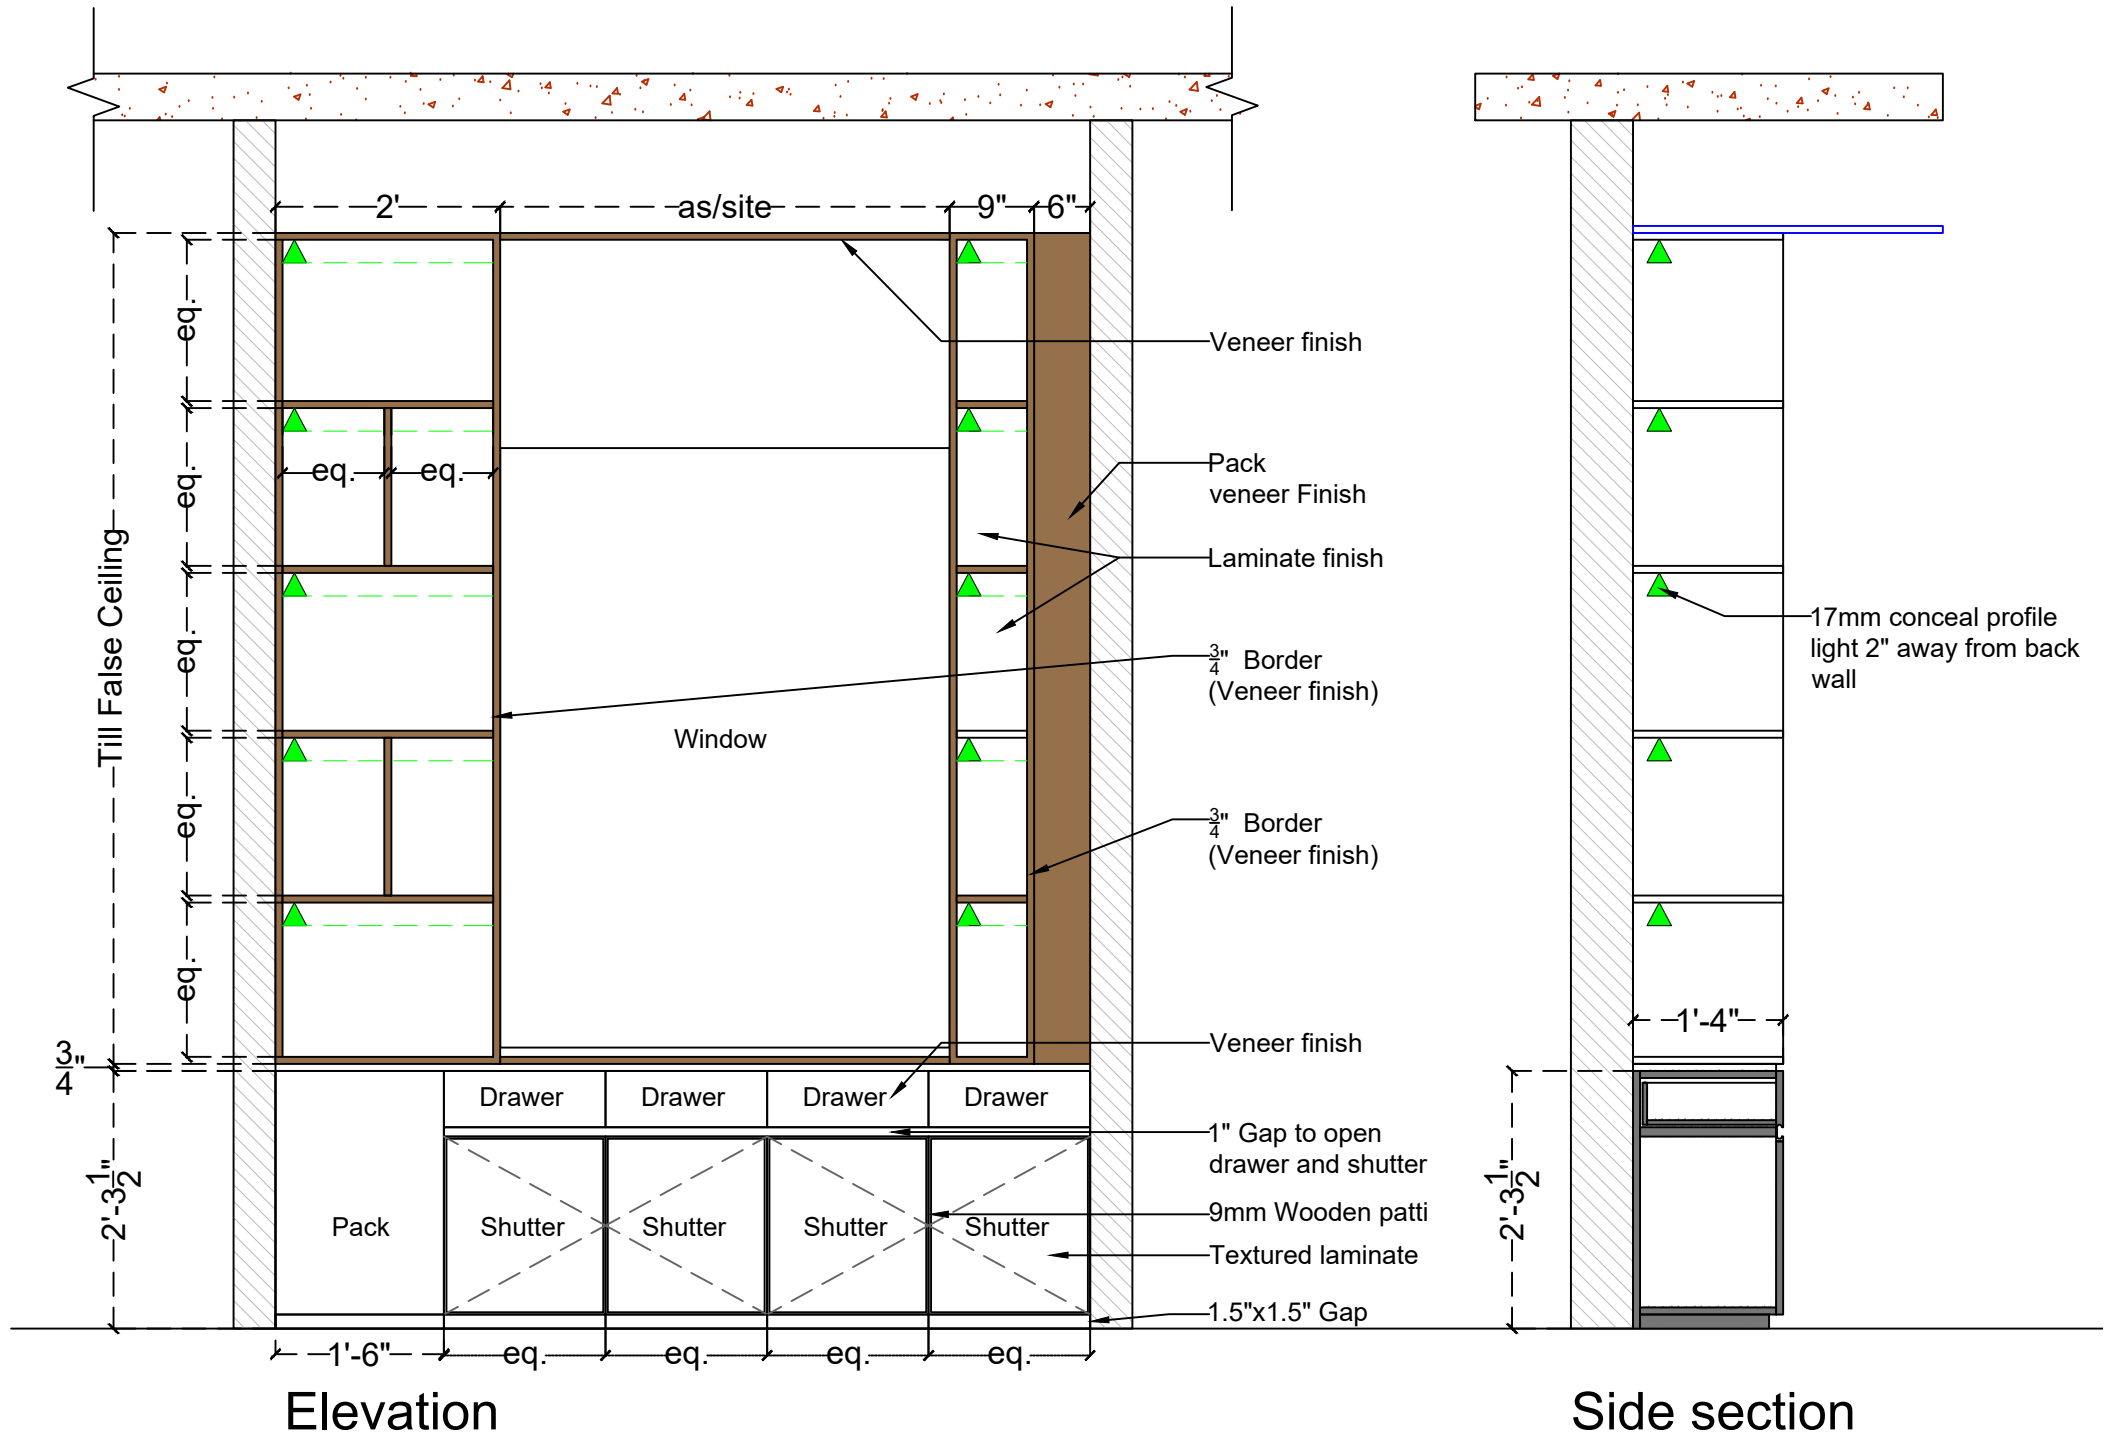 2'
as/site
9"
6"
eq.
Veneer finish
eq.
eq.
eq.
Pack
veneer Finish
Laminate finish
Till False Ceiling
eq.
17mm conceal profile
light 2" away from back
wall
3/4" Border
(Veneer finish)
Window
eq.
3/4" Border
(Veneer finish)
eq.
1'-4"
3/4"
Veneer finish
Drawer
Drawer
Drawer
Drawer
1" Gap to open
drawer and shutter
2'-3 1/2"
2'-3 1/2"
9mm Wooden patti
Pack
Shutter
Shutter
Shutter
Shutter
Textured laminate
1.5"x1.5" Gap
1'-6"
eq.
eq.
eq.
eq.
Elevation
Side section